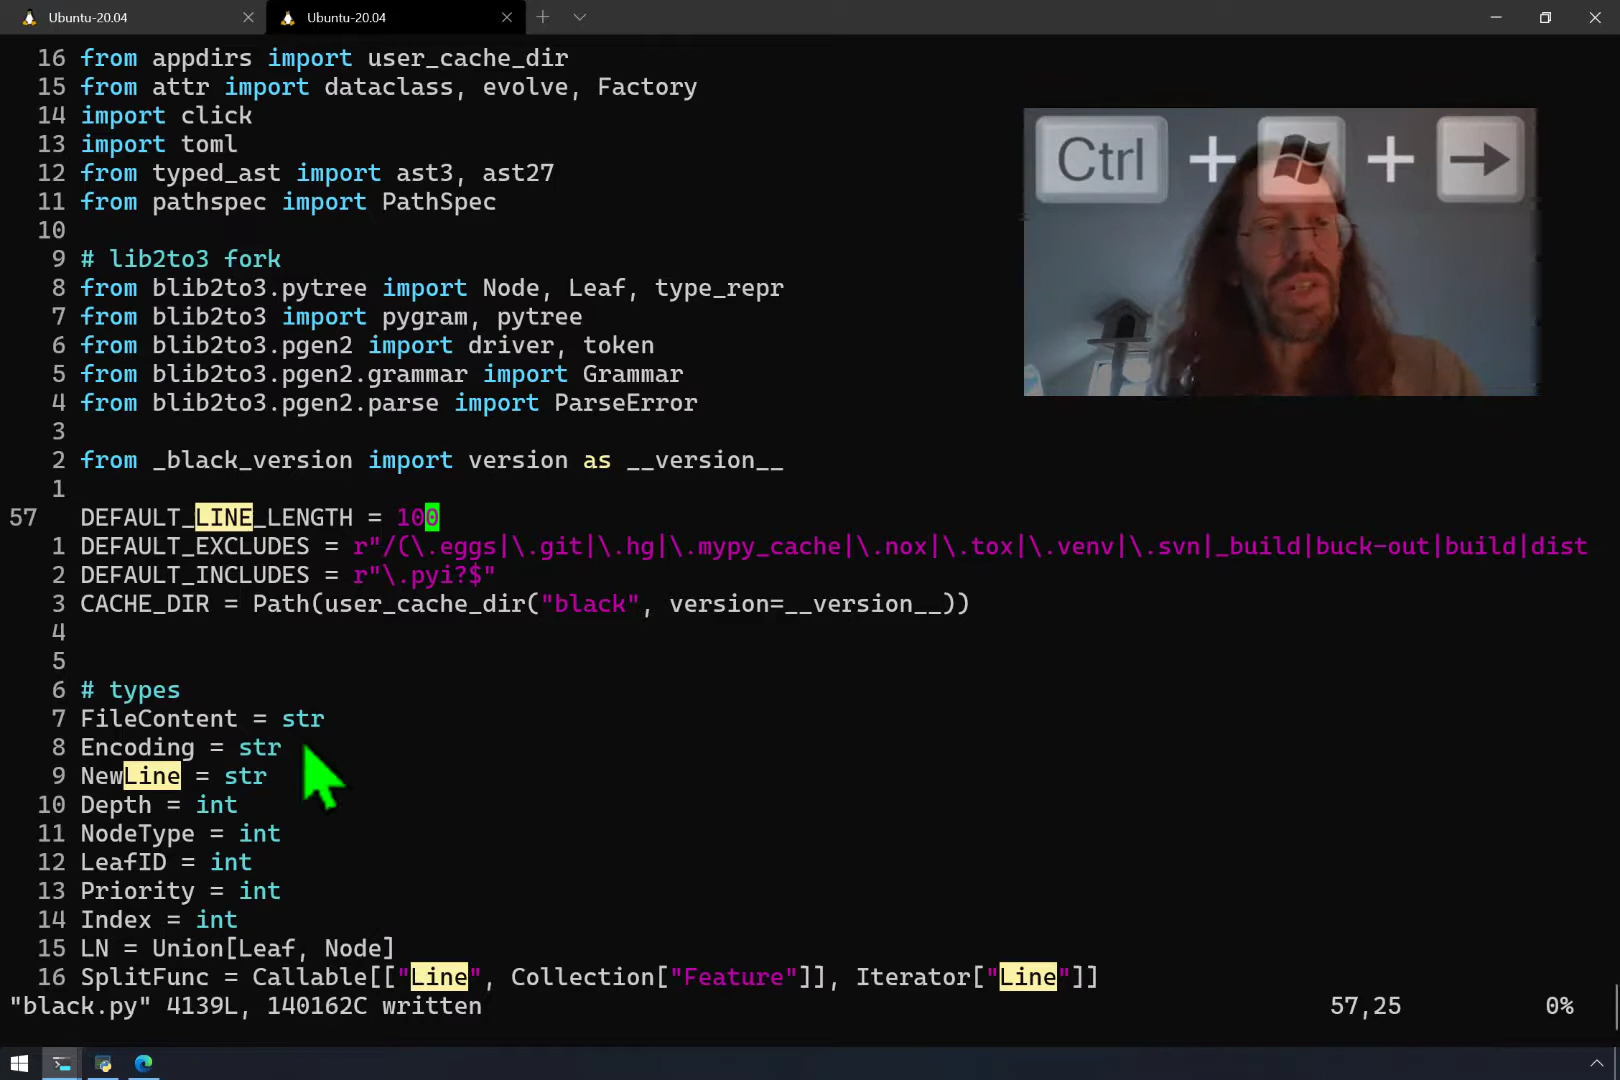 Ubuntu-20.04
Ubuntu-20.04
16 from appdirs import user_cache_dir
15 from attr import dataclass, evolve, Factory
14 import click
13 import toml
12 from typed_ast import ast3, ast27
11 from pathspec import PathSpec
10
9 # lib2to3 fork
8 from blib2to3.pytree import Node, Leaf, type_repr
7 from blib2to3 import pygram, pytree
6 from blib2to3.pgen2 import driver, token
5 from blib2to3.pgen2.grammar import Grammar
4 from blib2to3.pgen2.parse import ParseError
3
2 from _black_version import version as __version__
1
57 DEFAULT_LINE_LENGTH = 100
1 DEFAULT_EXCLUDES = r"/(\.eggs|\.git|\.hg|\.mypy_cache|\.nox|\.tox|\.venv|\.svn|_build|buck-out|build|dist
2 DEFAULT_INCLUDES = r"\.pyi?$"
3 CACHE_DIR = Path(user_cache_dir("black", version=__version__))
4
5
6 # types
7 FileContent = str
8 Encoding = str
9 NewLine = str
10 Depth = int
11 NodeType = int
12 LeafID = int
13 Priority = int
14 Index = int
15 LN = Union[Leaf, Node]
16 SplitFunc = Callable[["Line", Collection["Feature"]], Iterator["Line"]]
"black.py" 4139L, 140162C written 57,25 0%
Ctrl + + →